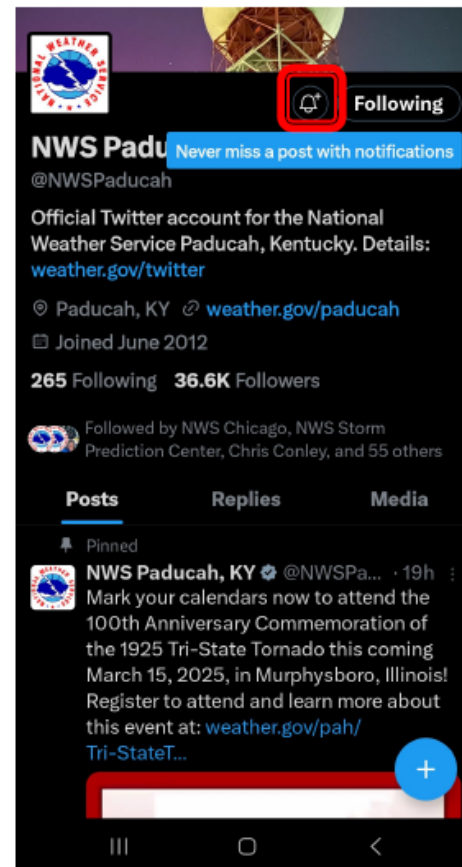 NATIONAL WEATHER SERVICE
Following
NWS Padu
Never miss a post with notifications
@NWSPaducah
Official Twitter account for the National
Weather Service Paducah, Kentucky. Details:
weather.gov/twitter
Paducah, KY weather.gov/paducah
Joined June 2012
265 Following 36.6K Followers
Followed by NWS Chicago, NWS Storm
Prediction Center, Chris Conley, and 55 others
Posts Replies Media
Pinned
NWS Paducah, KY @NWSPa... · 19h
Mark your calendars now to attend the
100th Anniversary Commemoration of
the 1925 Tri-State Tornado this coming
March 15, 2025, in Murphysboro, Illinois!
Register to attend and learn more about
this event at: weather.gov/pah/
Tri-StateT...